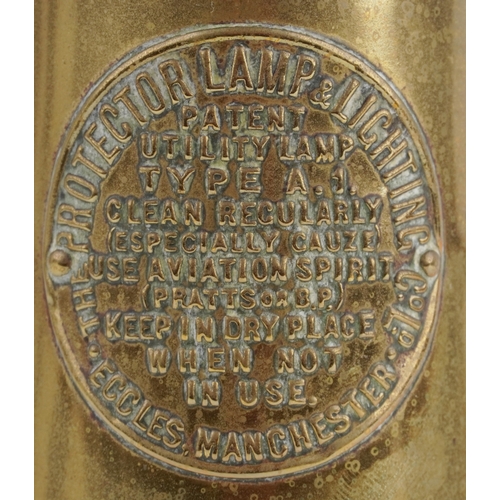 THE PROTECTOR LAMP & LIGHTING CO LD
PATENT
UTILITY LAMP
TYPE A.1.
CLEAN REGULARLY
(ESPECIALLY GAUZE)
USE AVIATION SPIRIT
(PRATTS OR B.P.)
KEEP IN DRY PLACE
WHEN NOT
IN USE.
ECCLES, MANCHESTER